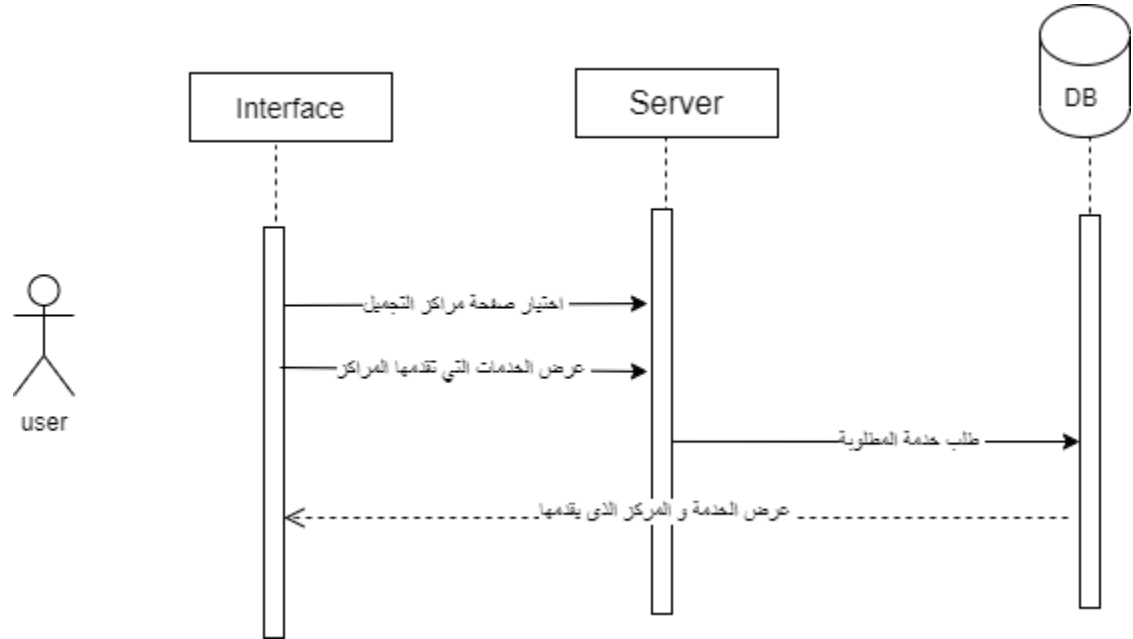 DB
Server
Interface
اختيار صفحة مراكز التجميل
عرض الخدمات التي تقدمها المراكز
user
طلب خدمة المطلوبة
عرض الخدمة و المركز الذى يقدمها